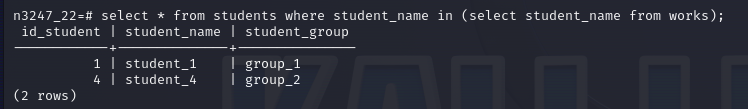 n3247_22=# select * from students where student_name in (select student_name from works);
 id_student | student_name | student_group
------------+--------------+---------------
          1 | student_1    | group_1
          4 | student_4    | group_2
(2 rows)